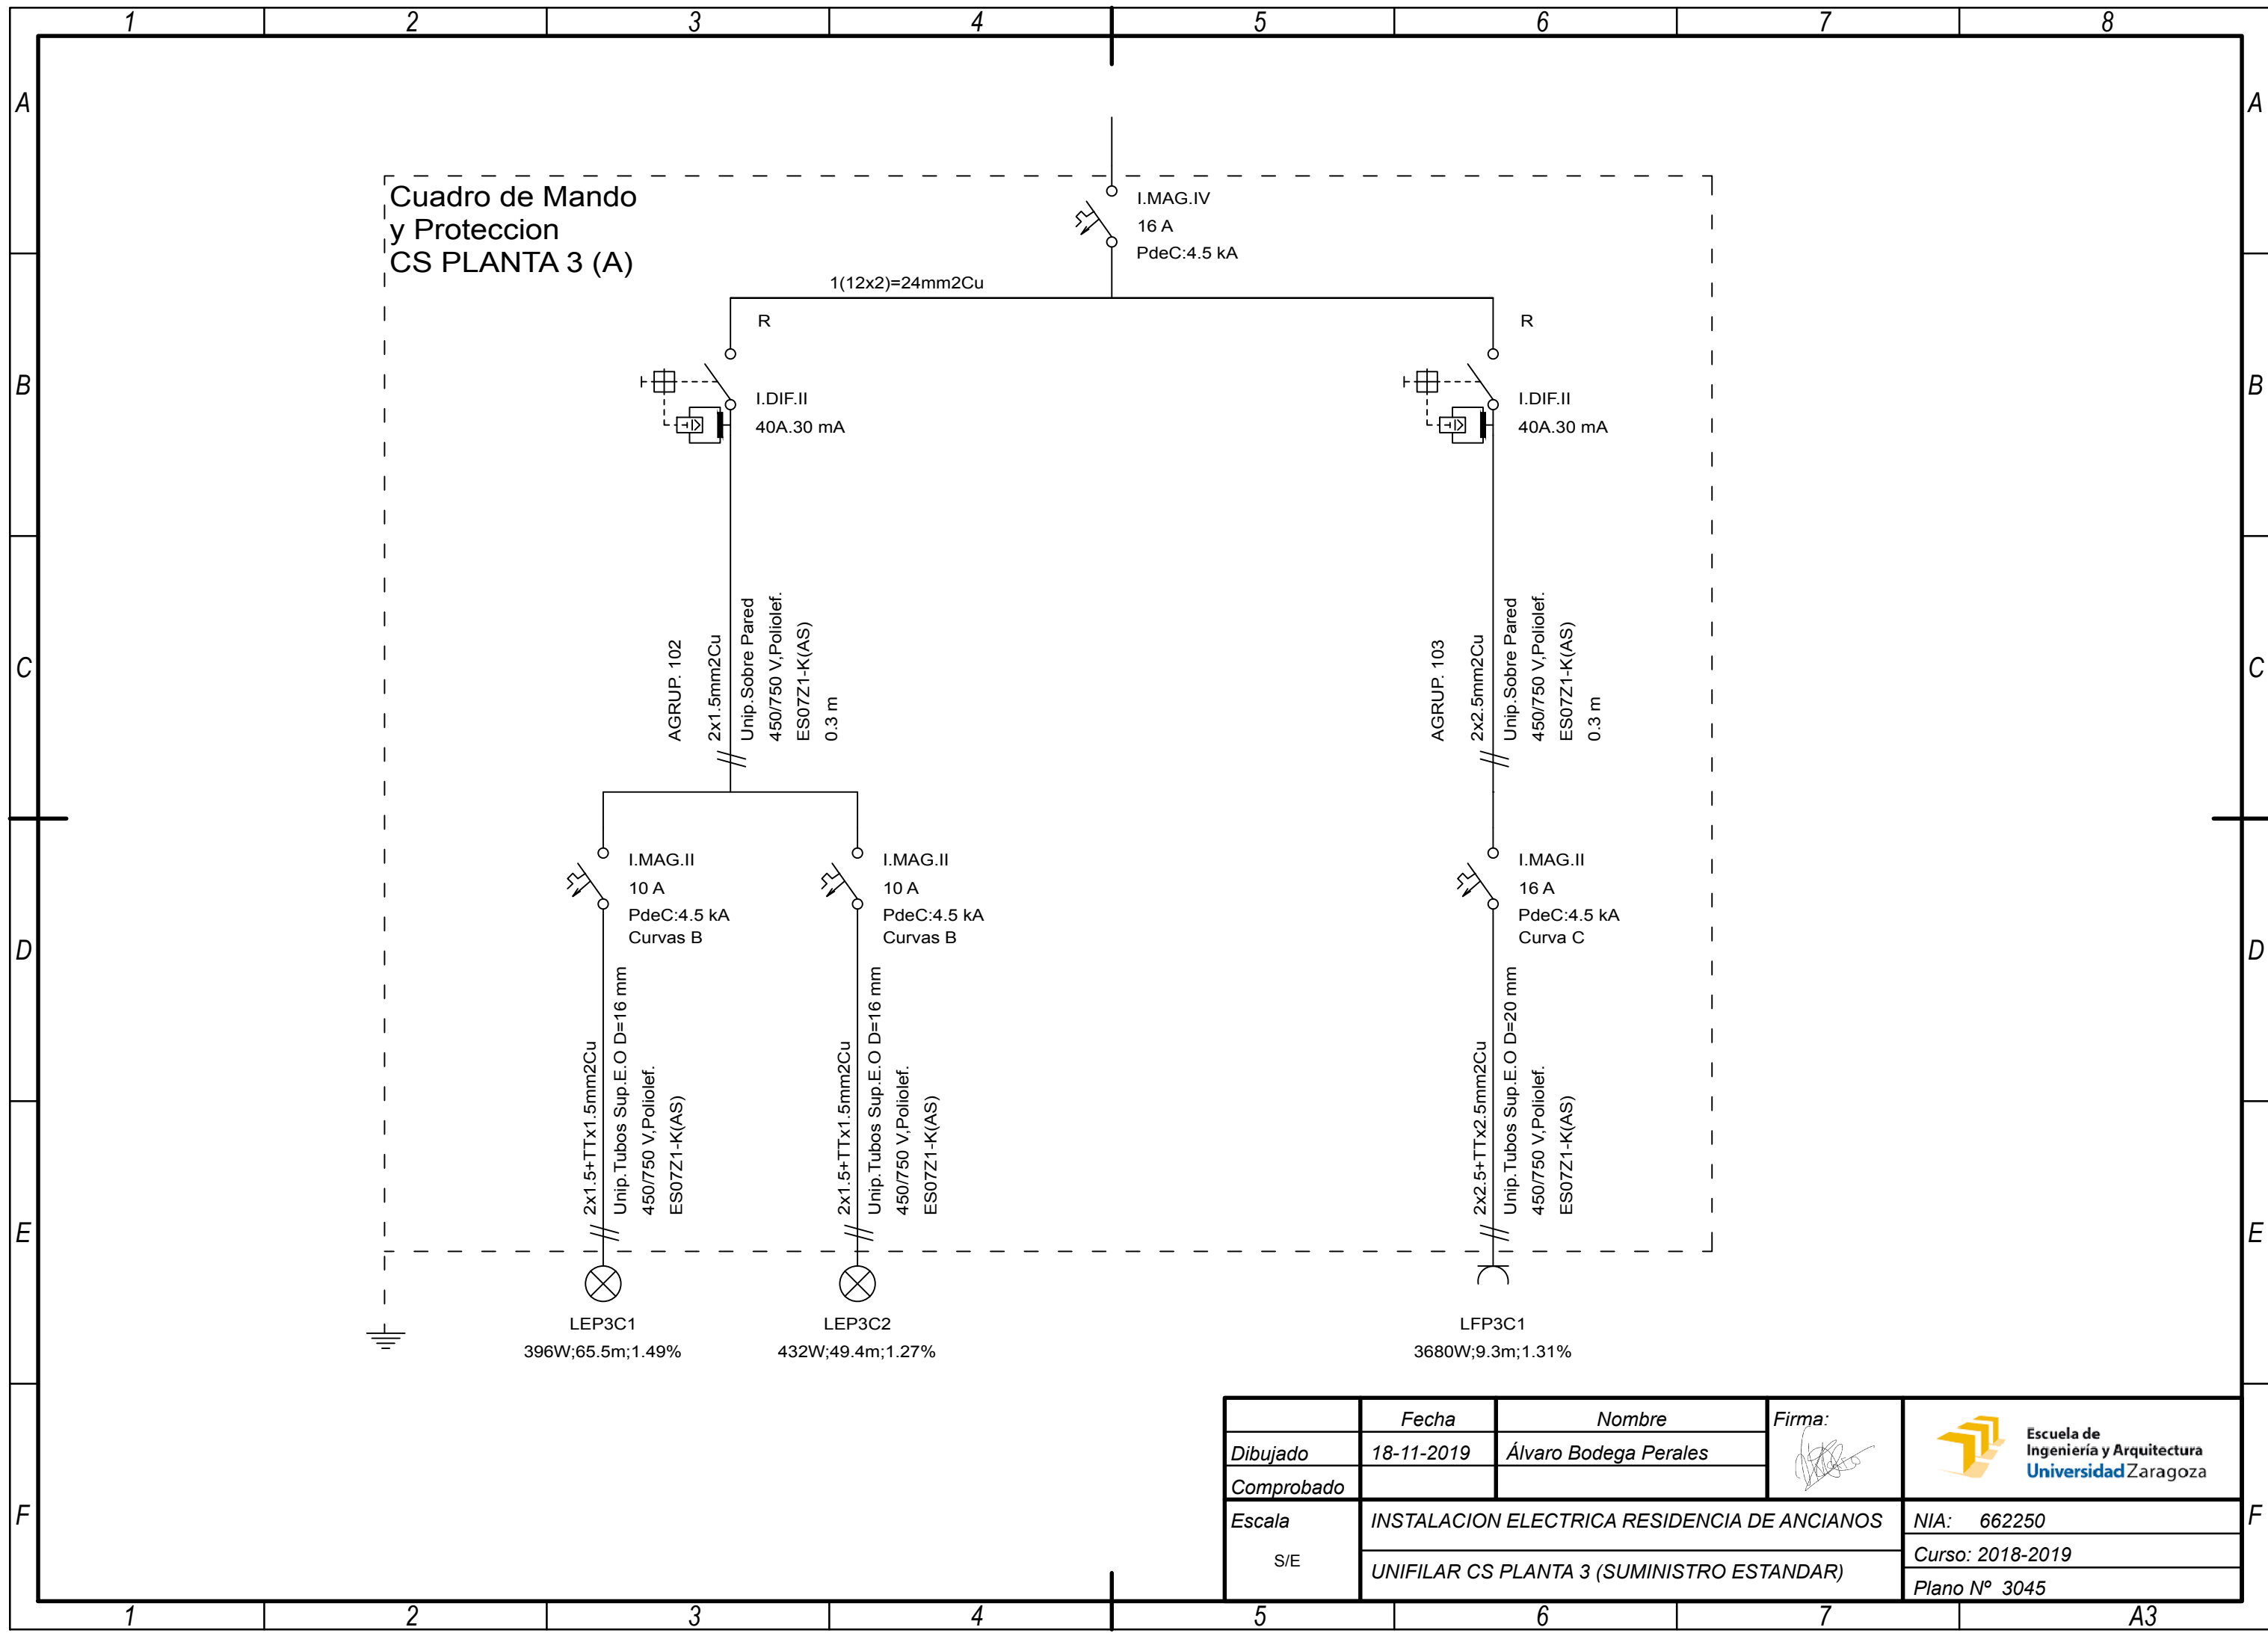 1 2 3 4 5 6 7 8
A A
B B
C C
D D
E E
F F
Cuadro de Mando
y Proteccion
CS PLANTA 3 (A)
I.MAG.IV
16 A
PdeC:4.5 kA
1(12x2)=24mm2Cu
R
I.DIF.II
40A.30 mA
R
I.DIF.II
40A.30 mA
AGRUP. 102
2x1.5mm2Cu
Unip.Sobre Pared
450/750 V,Poliolef.
ES07Z1-K(AS)
0.3 m
AGRUP. 103
2x2.5mm2Cu
Unip.Sobre Pared
450/750 V,Poliolef.
ES07Z1-K(AS)
0.3 m
I.MAG.II
10 A
PdeC:4.5 kA
Curvas B
I.MAG.II
10 A
PdeC:4.5 kA
Curvas B
I.MAG.II
16 A
PdeC:4.5 kA
Curva C
2x1.5+TTx1.5mm2Cu
Unip.Tubos Sup.E.O D=16 mm
450/750 V,Poliolef.
ES07Z1-K(AS)
2x1.5+TTx1.5mm2Cu
Unip.Tubos Sup.E.O D=16 mm
450/750 V,Poliolef.
ES07Z1-K(AS)
2x2.5+TTx2.5mm2Cu
Unip.Tubos Sup.E.O D=20 mm
450/750 V,Poliolef.
ES07Z1-K(AS)
LEP3C1
396W;65.5m;1.49%
LEP3C2
432W;49.4m;1.27%
LFP3C1
3680W;9.3m;1.31%
Fecha Nombre Firma:
Dibujado 18-11-2019 Álvaro Bodega Perales
Comprobado
Escuela de
Ingeniería y Arquitectura
Universidad Zaragoza
Escala
S/E
INSTALACION ELECTRICA RESIDENCIA DE ANCIANOS
UNIFILAR CS PLANTA 3 (SUMINISTRO ESTANDAR)
NIA: 662250
Curso: 2018-2019
Plano Nº 3045
1 2 3 4 5 6 7 A3